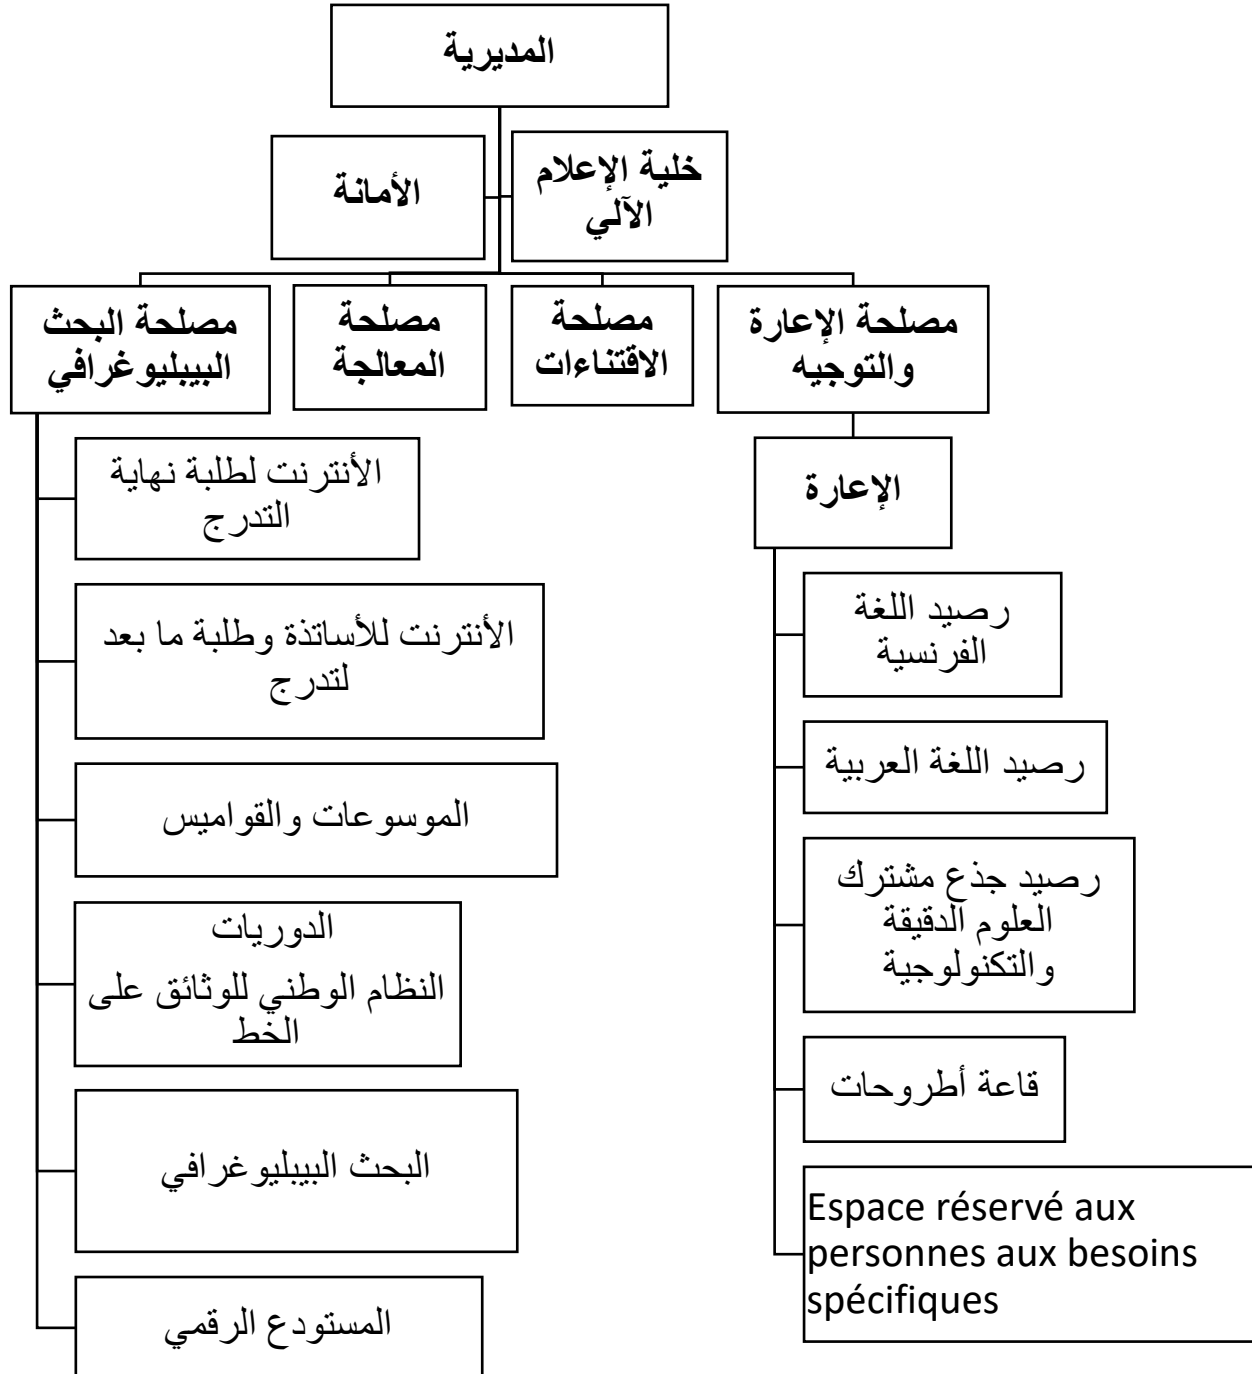 المديرية
خلية الإعلام
الآلي
الأمانة
مصلحة الإعارة
والتوجيه
مصلحة
الاقتناءات
مصلحة
المعالجة
مصلحة البحث
البيبليوغرافي
الإعارة
رصيد اللغة
الفرنسية
رصيد اللغة العربية
رصيد جذع مشترك
العلوم الدقيقة
والتكنولوجية
قاعة أطروحات
Espace réservé aux
personnes aux besoins
spécifiques
الأنترنت لطلبة نهاية
التدرج
الأنترنت للأساتذة وطلبة ما بعد
لتدرج
الموسوعات والقواميس
الدوريات
النظام الوطني للوثائق على
الخط
البحث البيبليوغرافي
المستودع الرقمي